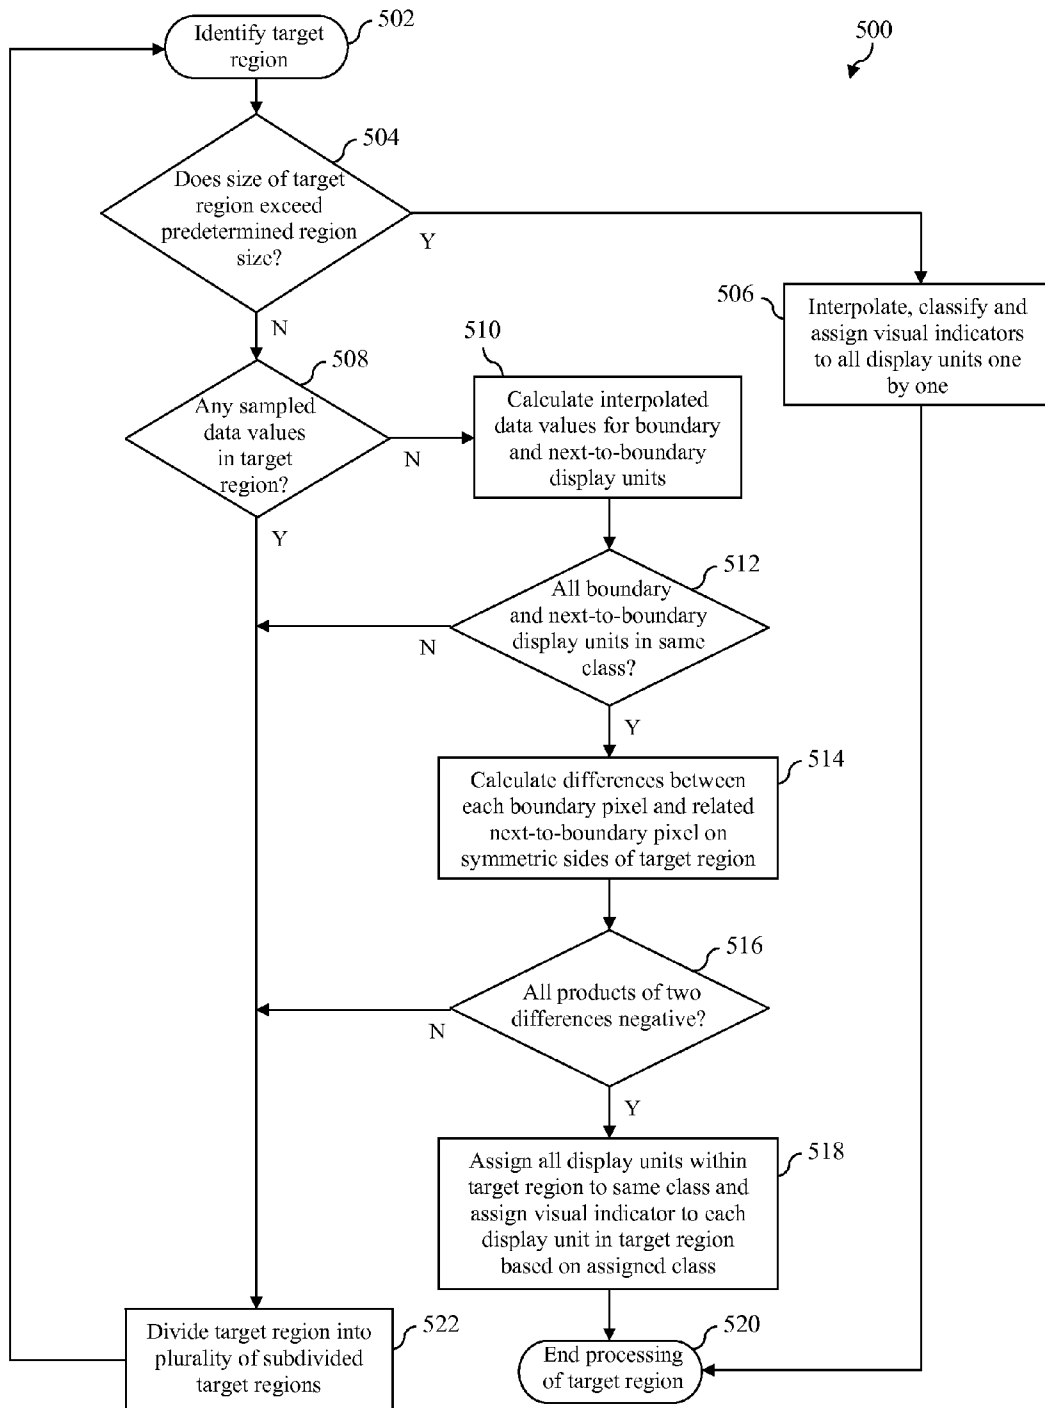 Identify target
region
502
500
504
Does size of target
region exceed
predetermined region
size?
Y
N
506
Interpolate, classify and
assign visual indicators
to all display units one
by one
508
Any sampled
data values
in target
region?
N
Y
510
Calculate interpolated
data values for boundary
and next-to-boundary
display units
512
All boundary
and next-to-boundary
display units in same
class?
N
Y
514
Calculate differences between
each boundary pixel and related
next-to-boundary pixel on
symmetric sides of target region
516
All products of two
differences negative?
N
Y
518
Assign all display units within
target region to same class and
assign visual indicator to each
display unit in target region
based on assigned class
520
End processing
of target region
522
Divide target region into
plurality of subdivided
target regions